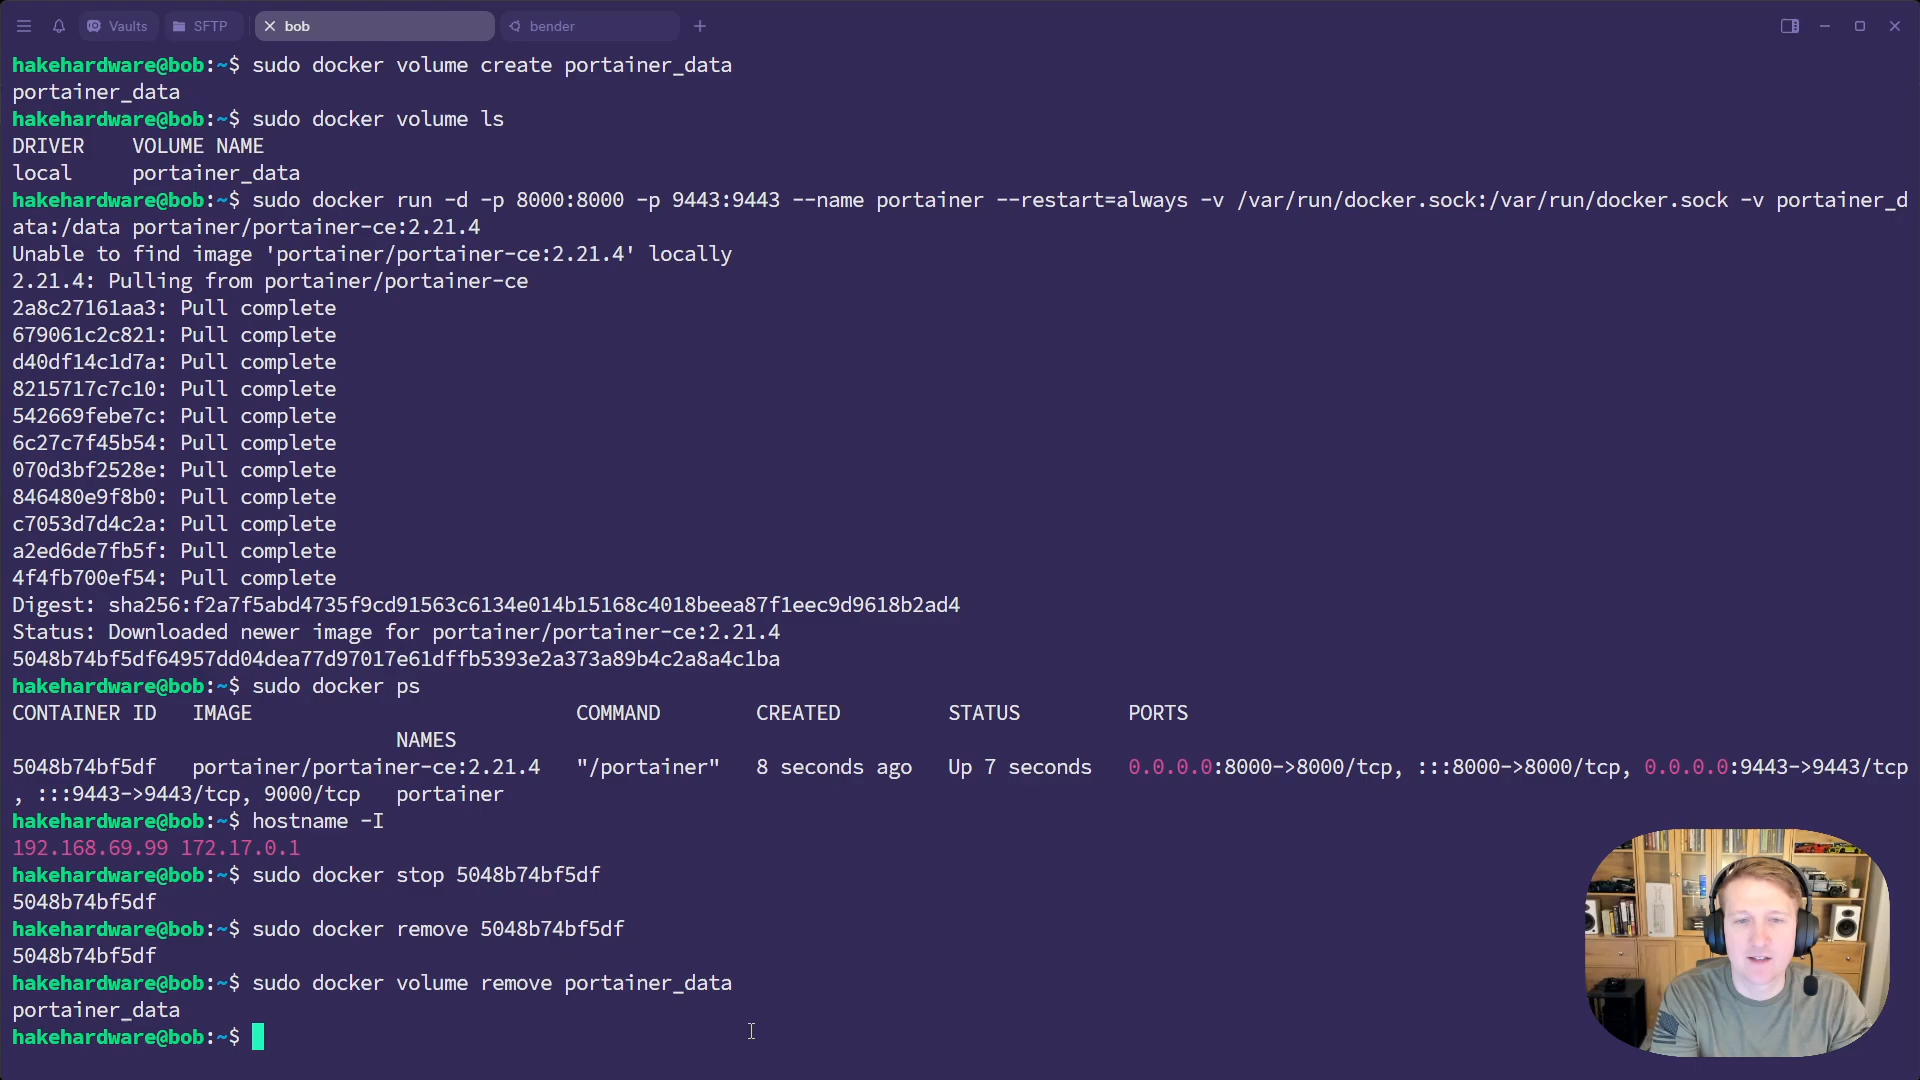 Vaults SFTP bob bender
hakehardware@bob:~$ sudo docker volume create portainer_data
portainer_data
hakehardware@bob:~$ sudo docker volume ls
DRIVER    VOLUME NAME
local     portainer_data
hakehardware@bob:~$ sudo docker run -d -p 8000:8000 -p 9443:9443 --name portainer --restart=always -v /var/run/docker.sock:/var/run/docker.sock -v portainer_d
ata:/data portainer/portainer-ce:2.21.4
Unable to find image 'portainer/portainer-ce:2.21.4' locally
2.21.4: Pulling from portainer/portainer-ce
2a8c27161aa3: Pull complete
679061c2c821: Pull complete
d40df14c1d7a: Pull complete
8215717c7c10: Pull complete
542669febe7c: Pull complete
6c27c7f45b54: Pull complete
070d3bf2528e: Pull complete
846480e9f8b0: Pull complete
c7053d7d4c2a: Pull complete
a2ed6de7fb5f: Pull complete
4f4fb700ef54: Pull complete
Digest: sha256:f2a7f5abd4735f9cd91563c6134e014b15168c4018beea87f1eec9d9618b2ad4
Status: Downloaded newer image for portainer/portainer-ce:2.21.4
5048b74bf5df64957dd04dea77d97017e61dffb5393e2a373a89b4c2a8a4c1ba
hakehardware@bob:~$ sudo docker ps
CONTAINER ID   IMAGE                           COMMAND        CREATED         STATUS         PORTS
NAMES
5048b74bf5df   portainer/portainer-ce:2.21.4   "/portainer"   8 seconds ago   Up 7 seconds   0.0.0.0:8000->8000/tcp, :::8000->8000/tcp, 0.0.0.0:9443->9443/tcp
, :::9443->9443/tcp, 9000/tcp   portainer
hakehardware@bob:~$ hostname -I
192.168.69.99 172.17.0.1
hakehardware@bob:~$ sudo docker stop 5048b74bf5df
5048b74bf5df
hakehardware@bob:~$ sudo docker remove 5048b74bf5df
5048b74bf5df
hakehardware@bob:~$ sudo docker volume remove portainer_data
portainer_data
hakehardware@bob:~$